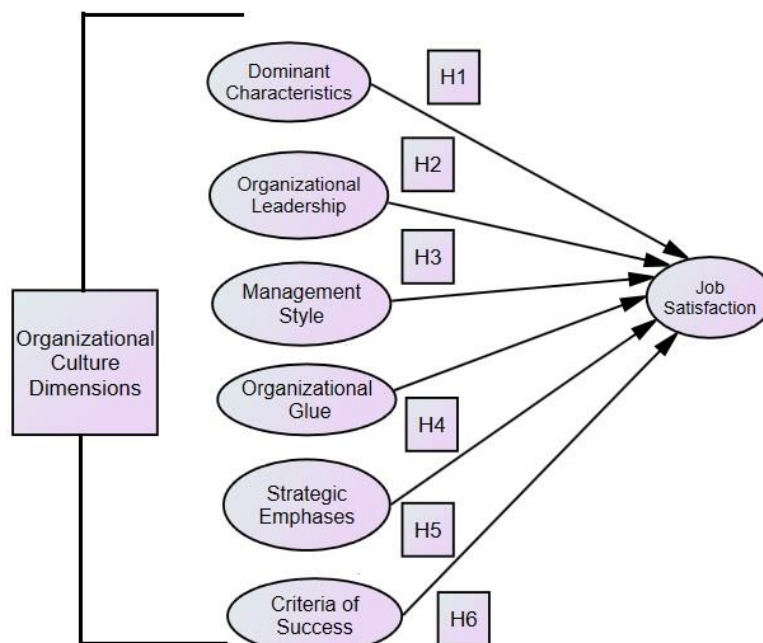 Dominant
Characteristics
H1
Organizational
Leadership
H2
Management
Style
H3
Job
Satisfaction
Organizational
Culture
Dimensions
Organizational
Glue
H4
Strategic
Emphases
H5
Criteria of
Success
H6